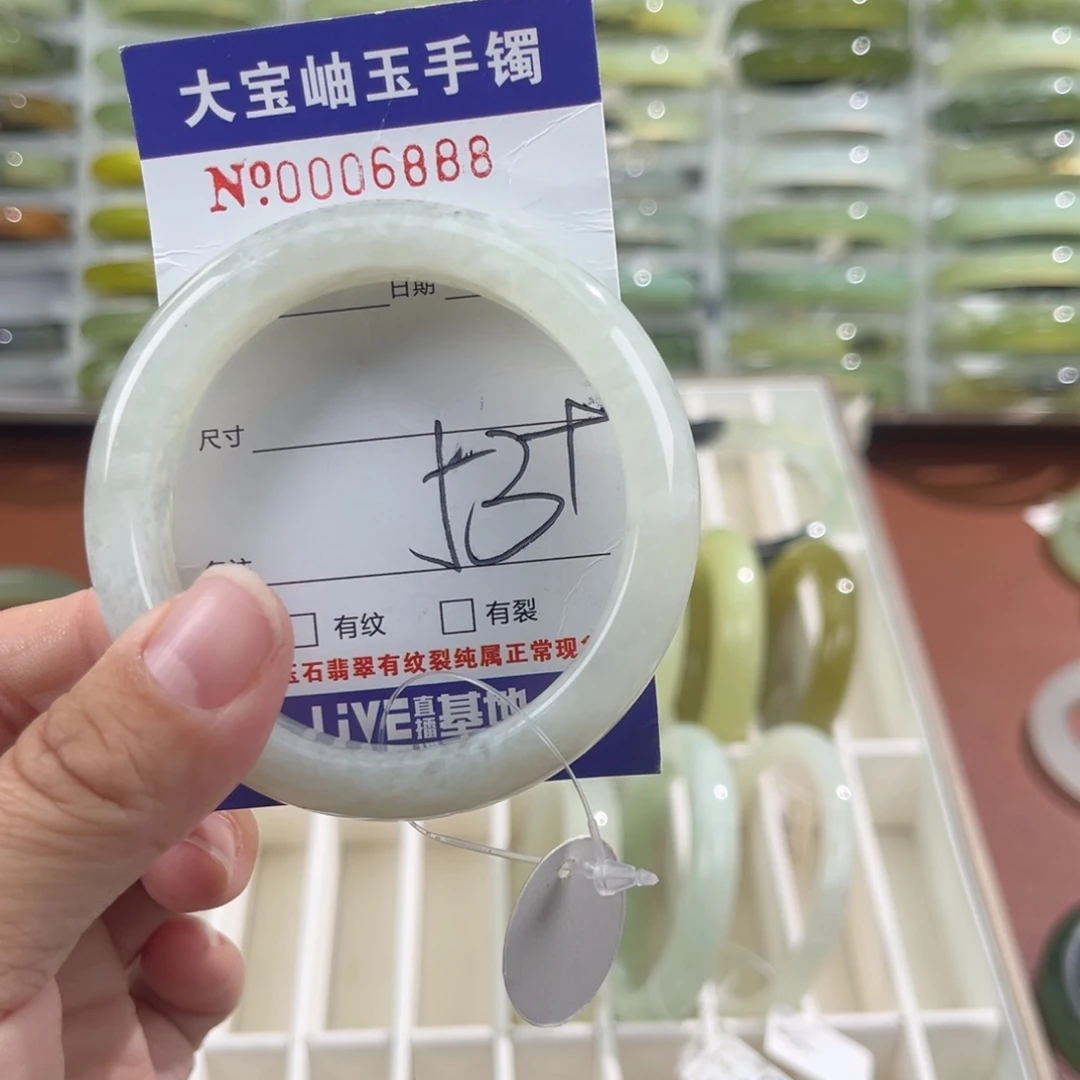 大宝岫玉手镯
№0006888
日期
尺寸
有纹 有裂
玉石翡翠有纹裂纯属正常现
LiVE直播基地